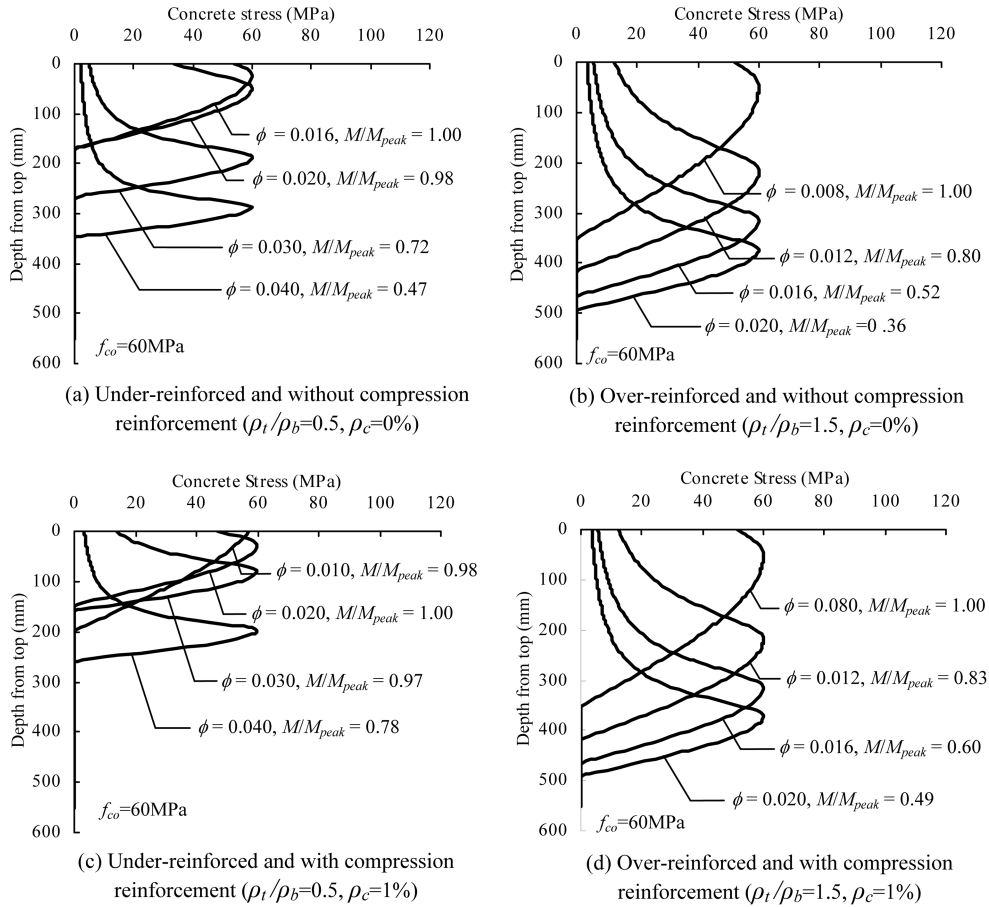 Concrete stress (MPa)
0 20 40 60 80 100 120
0
100
200
300
400
500
600
Depth from top (mm)
ϕ = 0.016, M/Mpeak = 1.00
ϕ = 0.020, M/Mpeak = 0.98
ϕ = 0.030, M/Mpeak = 0.72
ϕ = 0.040, M/Mpeak = 0.47
fco=60MPa
(a) Under-reinforced and without compression
reinforcement (ρt/ρb=0.5, ρc=0%)
Concrete Stress (MPa)
0 20 40 60 80 100 120
0
100
200
300
400
500
600
Depth from top (mm)
ϕ = 0.008, M/Mpeak = 1.00
ϕ = 0.012, M/Mpeak = 0.80
ϕ = 0.016, M/Mpeak = 0.52
ϕ = 0.020, M/Mpeak =0 .36
fco=60MPa
(b) Over-reinforced and without compression
reinforcement (ρt/ρb=1.5, ρc=0%)
Concrete Stress (MPa)
0 20 40 60 80 100 120
0
100
200
300
400
500
600
Depth from top (mm)
ϕ = 0.010, M/Mpeak = 0.98
ϕ = 0.020, M/Mpeak = 1.00
ϕ = 0.030, M/Mpeak = 0.97
ϕ = 0.040, M/Mpeak = 0.78
fco=60MPa
(c) Under-reinforced and with compression
reinforcement (ρt/ρb=0.5, ρc=1%)
Concrete Stress (MPa)
0 20 40 60 80 100 120
0
100
200
300
400
500
600
Depth from top (mm)
ϕ = 0.080, M/Mpeak = 1.00
ϕ = 0.012, M/Mpeak = 0.83
ϕ = 0.016, M/Mpeak = 0.60
ϕ = 0.020, M/Mpeak = 0.49
fco=60MPa
(d) Over-reinforced and with compression
reinforcement (ρt/ρb=1.5, ρc=1%)